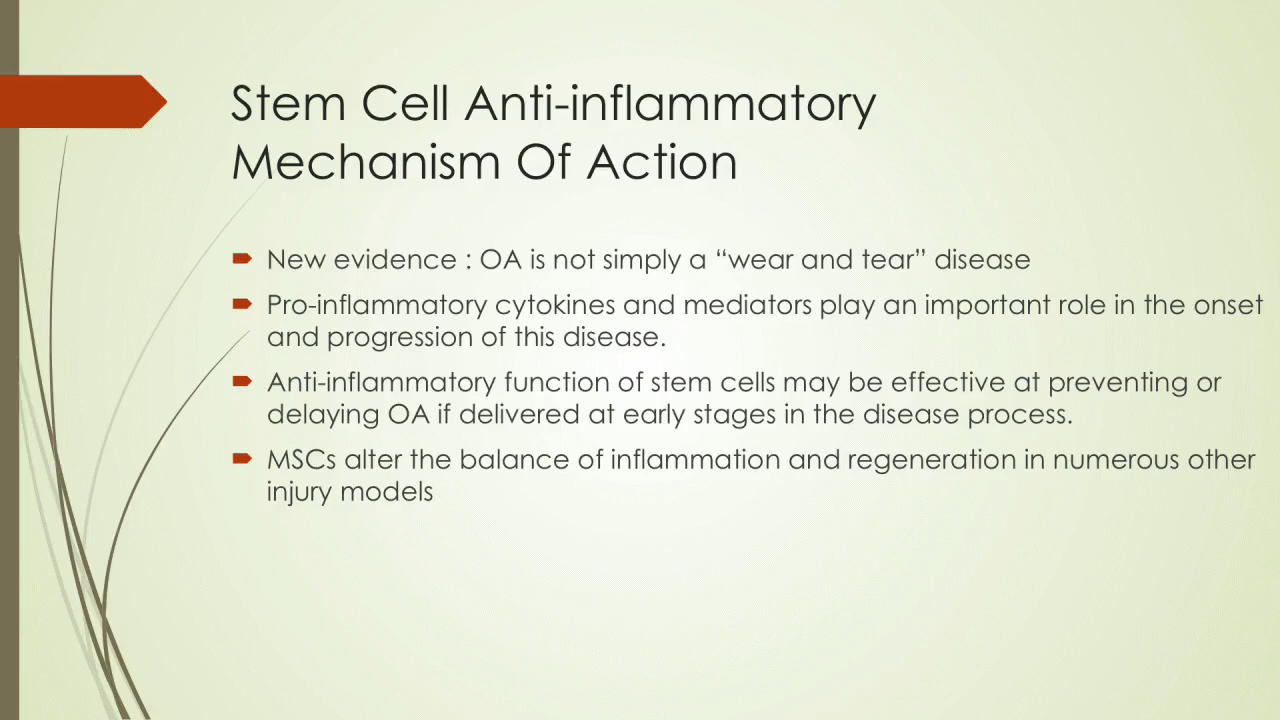 Stem Cell Anti-inflammatory
Mechanism Of Action
New evidence : OA is not simply a “wear and tear” disease
Pro-inflammatory cytokines and mediators play an important role in the onset
and progression of this disease.
Anti-inflammatory function of stem cells may be effective at preventing or
delaying OA if delivered at early stages in the disease process.
MSCs alter the balance of inflammation and regeneration in numerous other
injury models